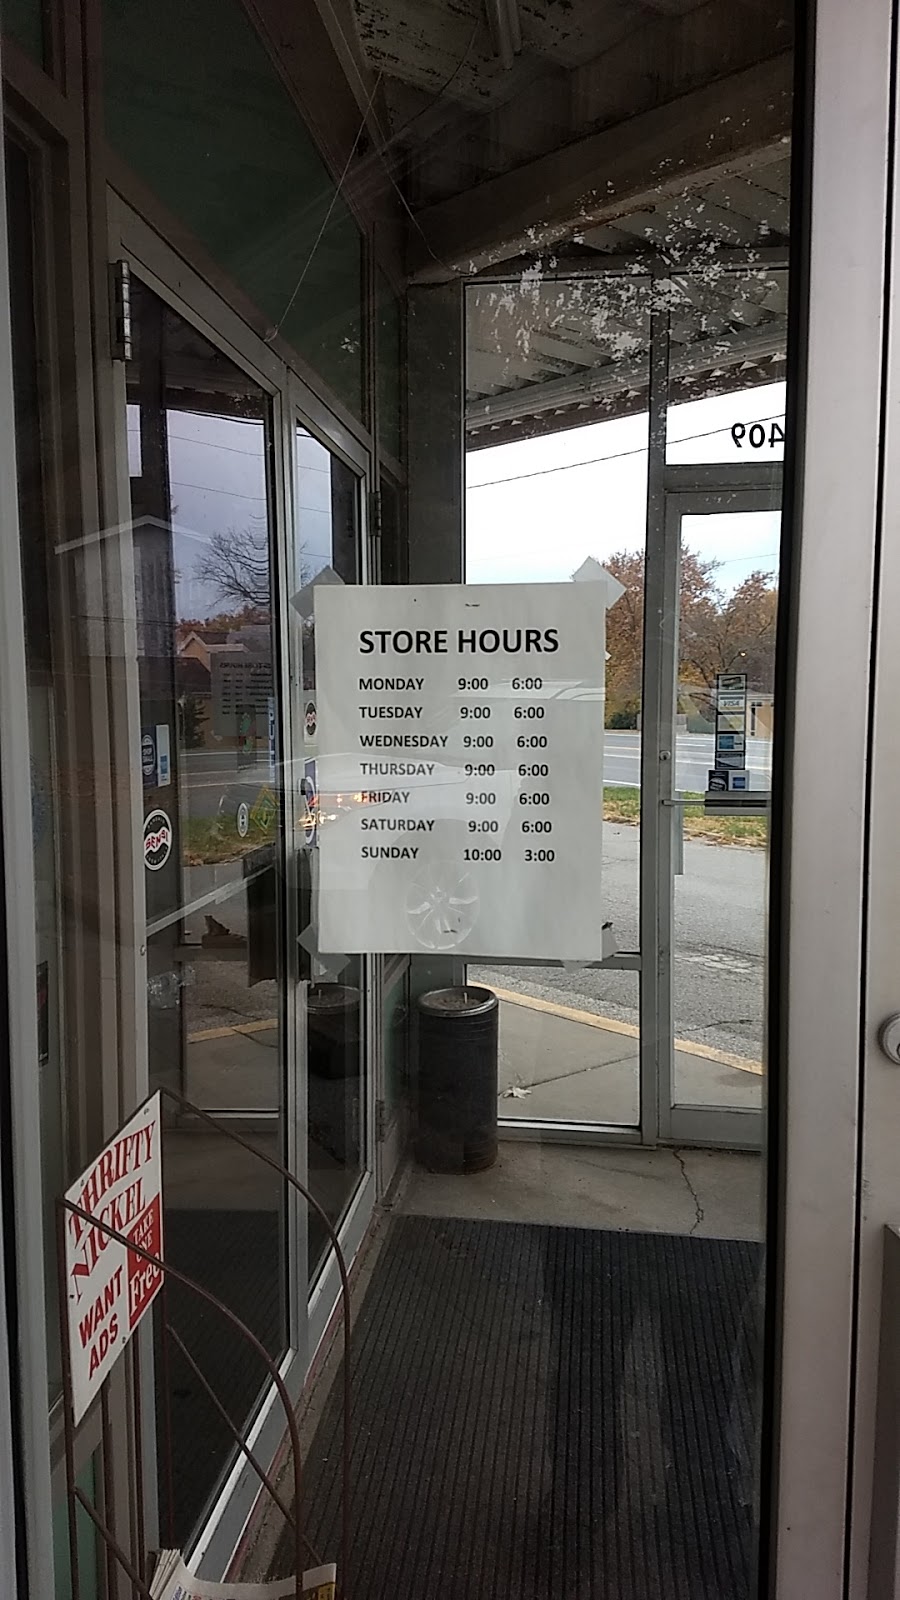 409
STORE HOURS
MONDAY 9:00 6:00
TUESDAY 9:00 6:00
WEDNESDAY 9:00 6:00
THURSDAY 9:00 6:00
FRIDAY 9:00 6:00
SATURDAY 9:00 6:00
SUNDAY 10:00 3:00
VISA
THRIFTY
NICKEL
TAKE
ONE
Free
WANT
ADS